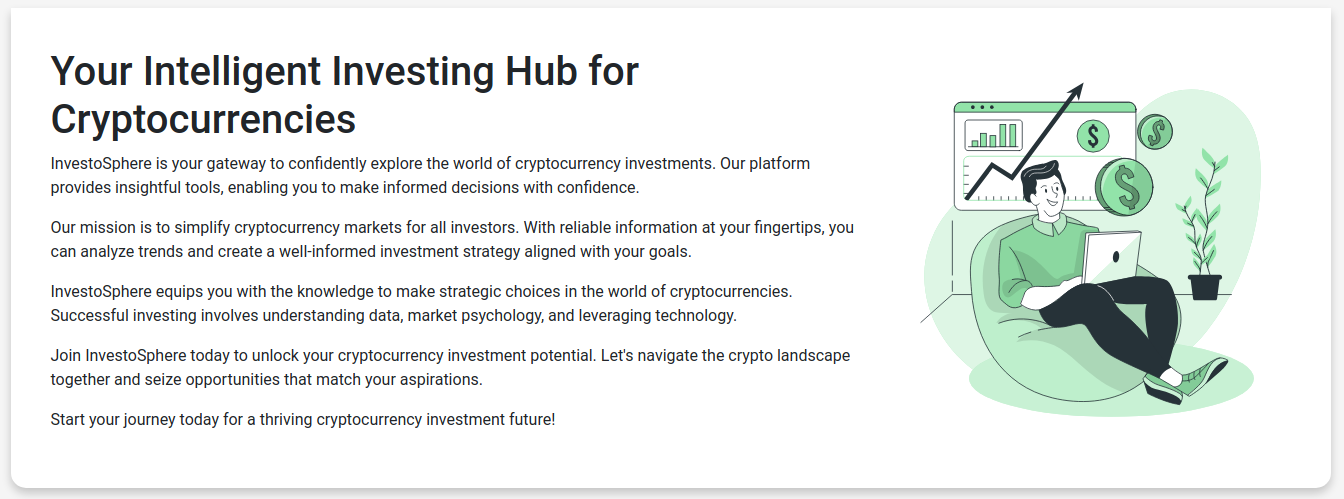 Your Intelligent Investing Hub for
Cryptocurrencies
InvestoSphere is your gateway to confidently explore the world of cryptocurrency investments. Our platform
provides insightful tools, enabling you to make informed decisions with confidence.
Our mission is to simplify cryptocurrency markets for all investors. With reliable information at your fingertips, you
can analyze trends and create a well-informed investment strategy aligned with your goals.
InvestoSphere equips you with the knowledge to make strategic choices in the world of cryptocurrencies.
Successful investing involves understanding data, market psychology, and leveraging technology.
Join InvestoSphere today to unlock your cryptocurrency investment potential. Let's navigate the crypto landscape
together and seize opportunities that match your aspirations.
Start your journey today for a thriving cryptocurrency investment future!
$
$
$